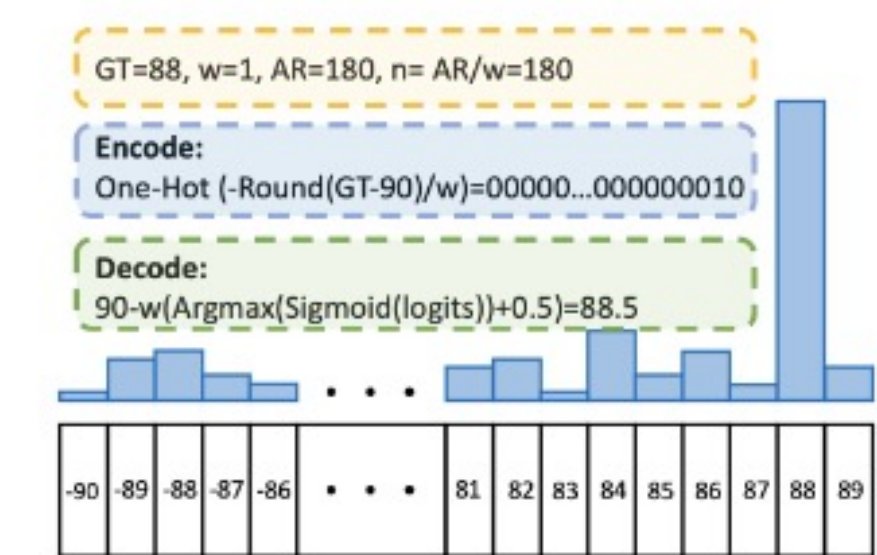 GT=88, w=1, AR=180, n= AR/w=180
Encode:
One-Hot (-Round(GT-90)/w)=00000...000000010
Decode:
90-w(Argmax(Sigmoid(logits))+0.5)=88.5
-90 -89 -88 -87 -86 • • • 81 82 83 84 85 86 87 88 89